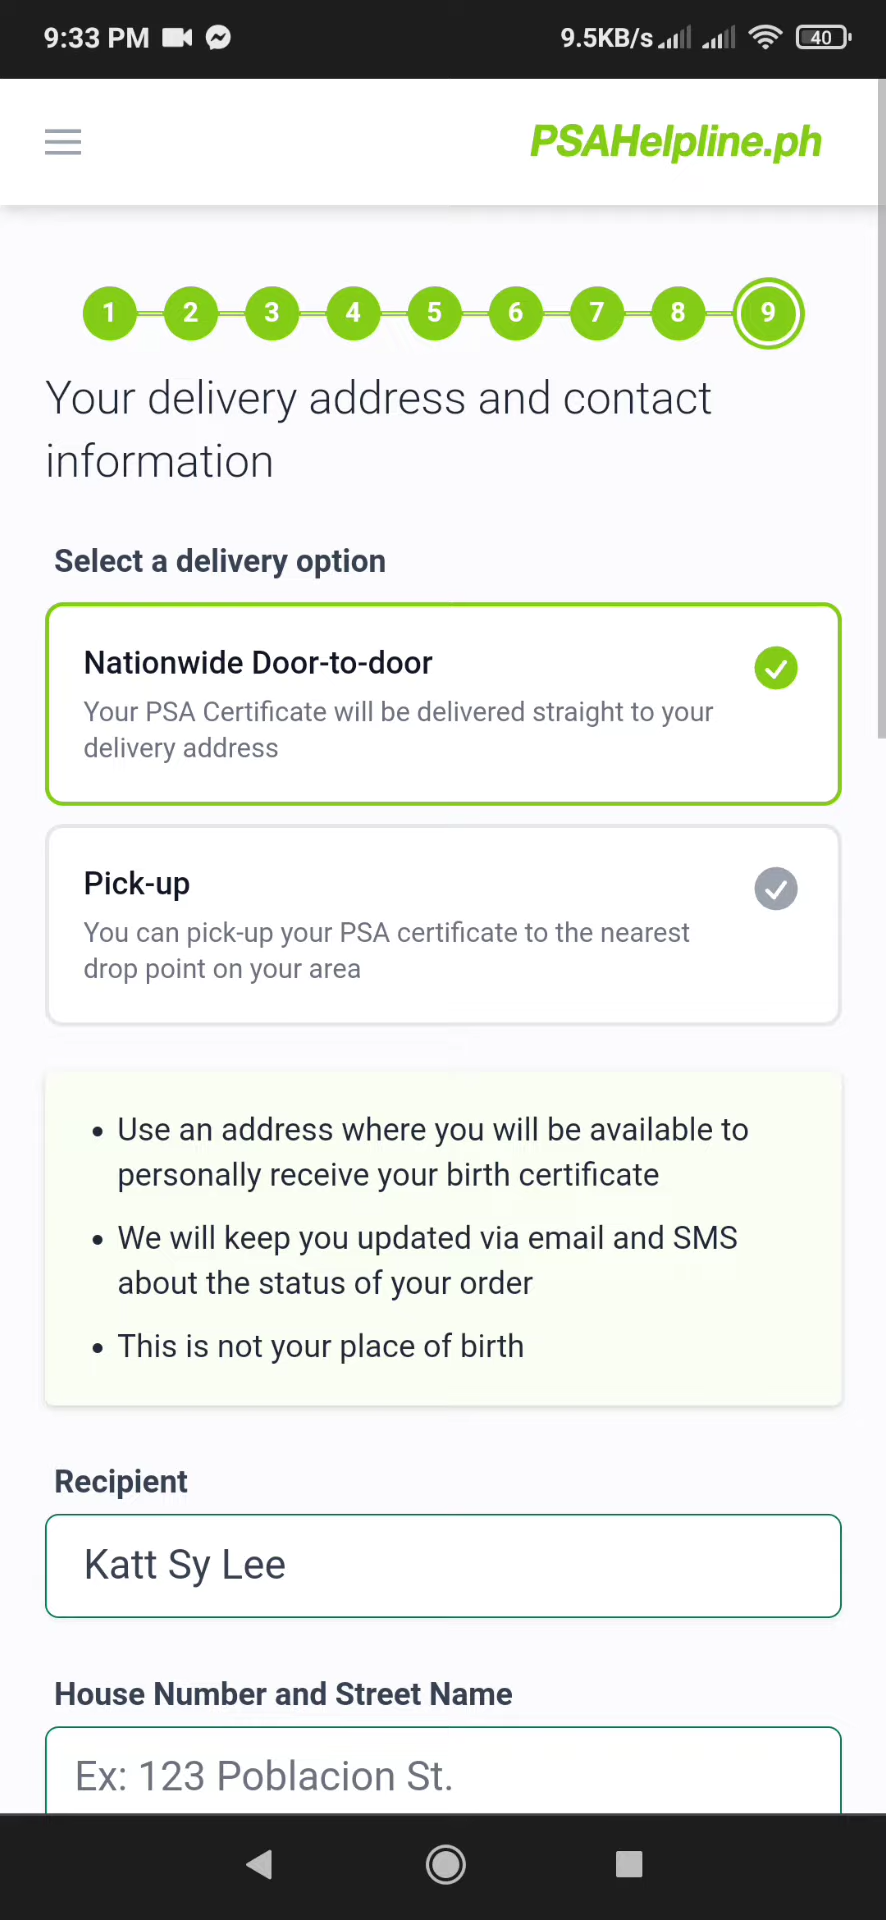 9:33 PM
9.5KB/s
40
PSAHelpline.ph
1 2 3 4 5 6 7 8 9
Your delivery address and contact
information
Select a delivery option
Nationwide Door-to-door
Your PSA Certificate will be delivered straight to your
delivery address
Pick-up
You can pick-up your PSA certificate to the nearest
drop point on your area
• Use an address where you will be available to
personally receive your birth certificate
• We will keep you updated via email and SMS
about the status of your order
• This is not your place of birth
Recipient
Katt Sy Lee
House Number and Street Name
Ex: 123 Poblacion St.